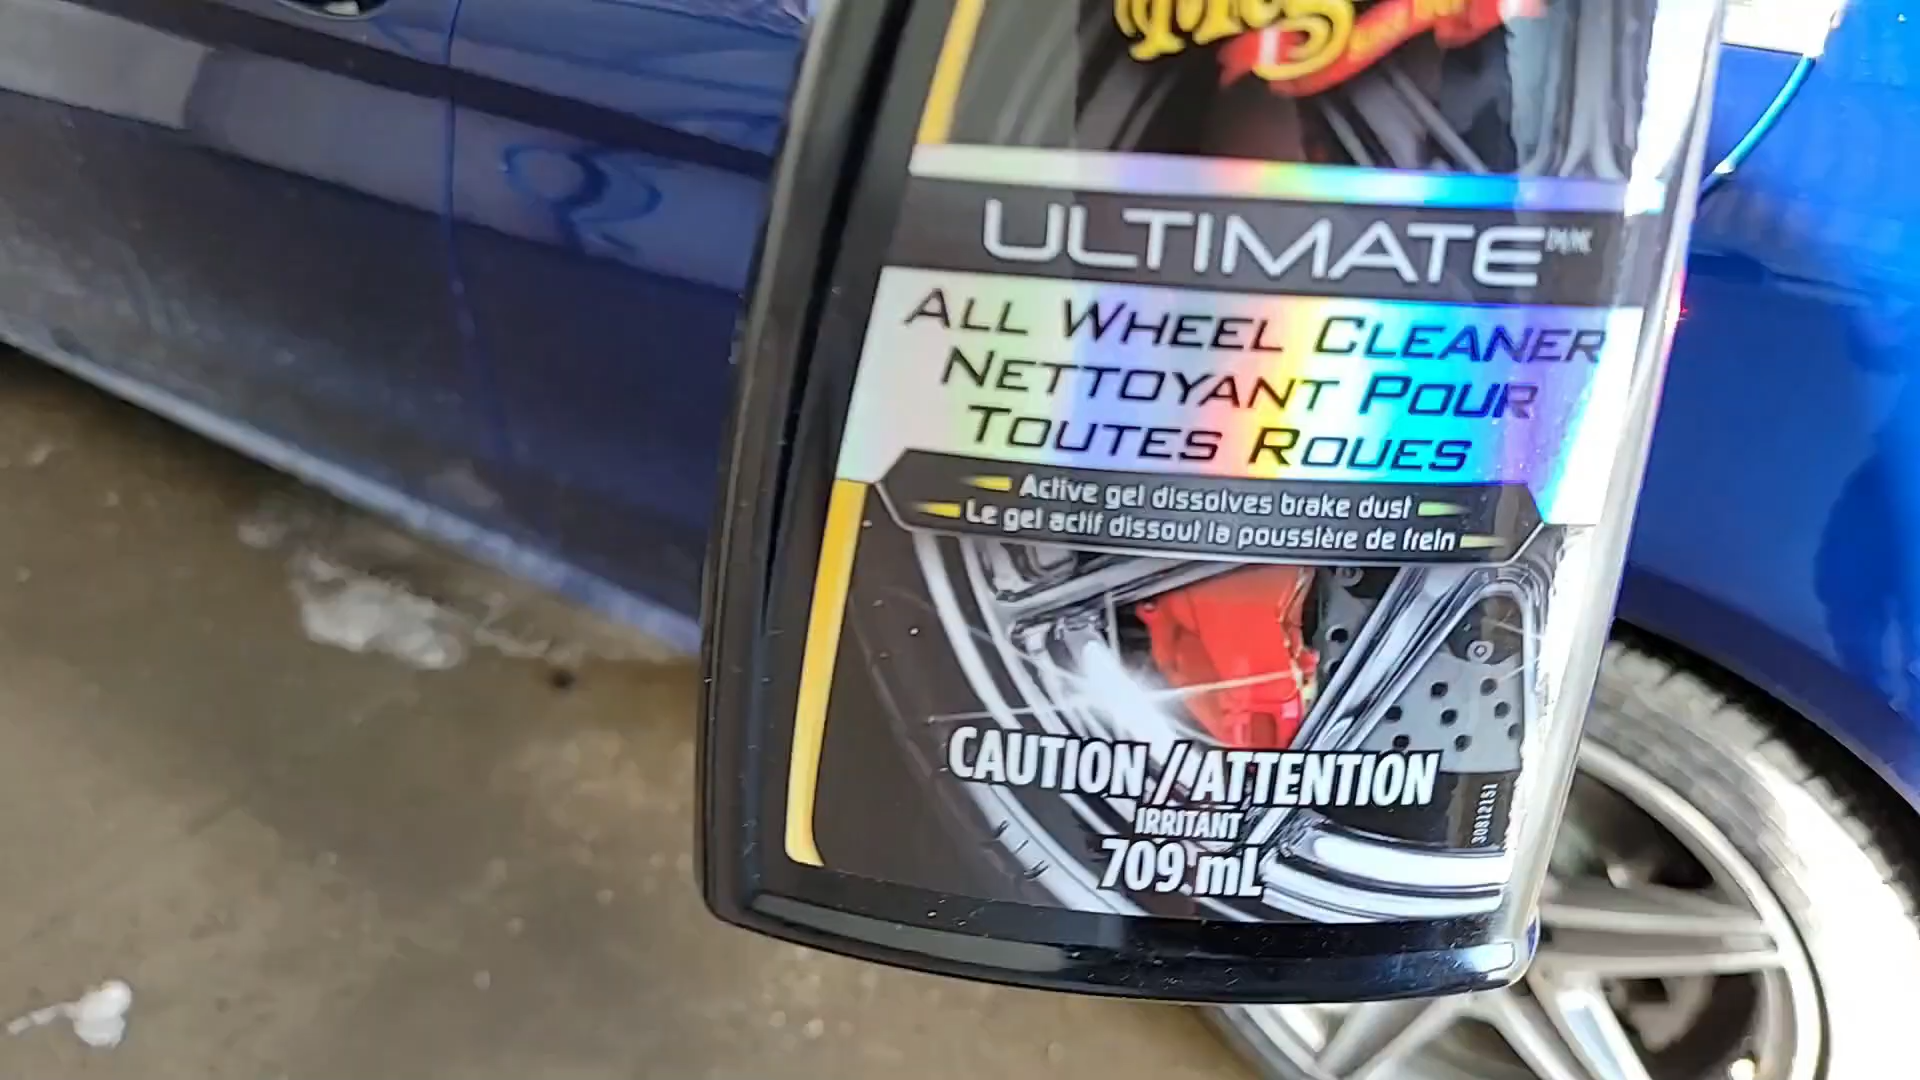 ULTIMATE
ALL WHEEL CLEANER
NETTOYANT POUR
TOUTES ROUES
Active gel dissolves brake dust
Le gel actif dissout la poussière de frein
CAUTION / ATTENTION
IRRITANT
709 mL
30812151